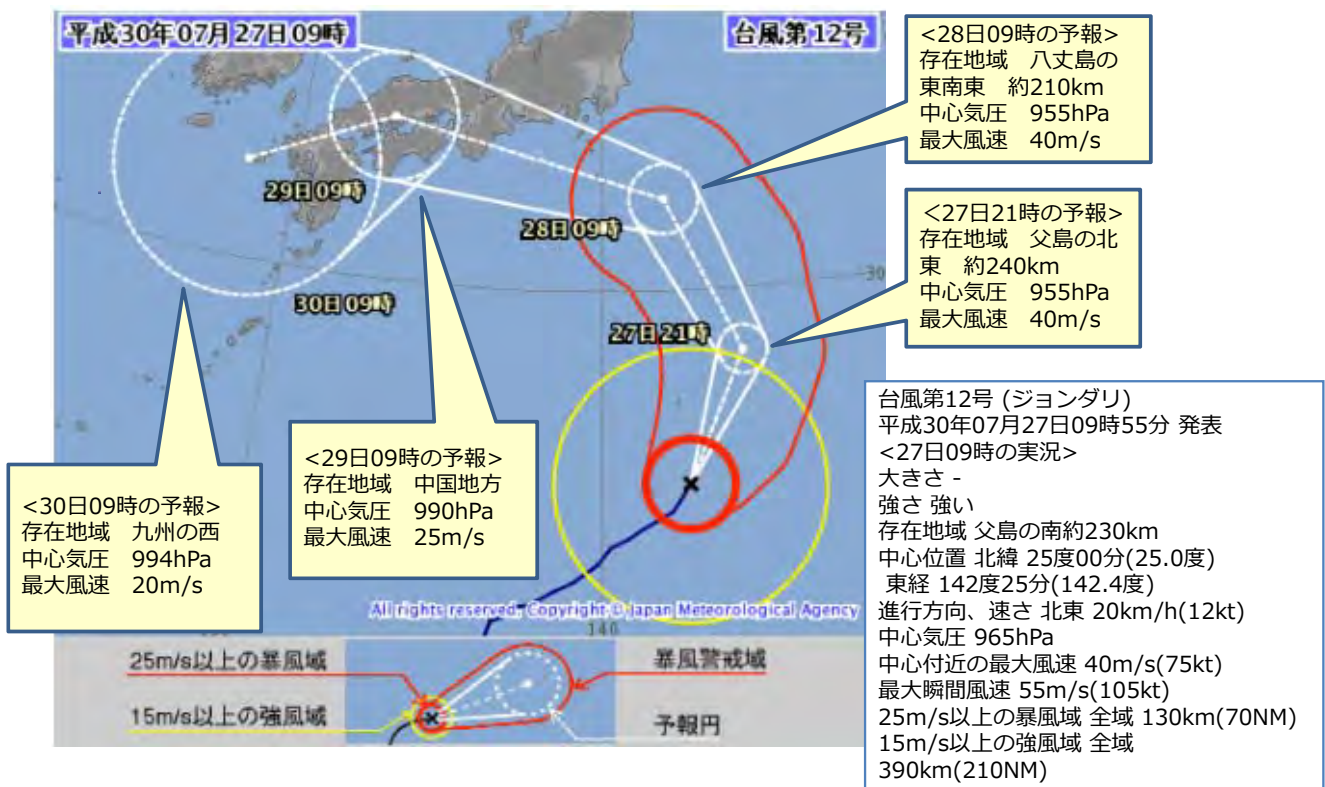 平成30年07月27日09時
台風第12号
<28日09時の予報>
存在地域　八丈島の
東南東　約210km
中心気圧　955hPa
最大風速　40m/s
<27日21時の予報>
存在地域　父島の北
東　約240km
中心気圧　955hPa
最大風速　40m/s
29日09時
28日09時
30
30日09時
27日21時
台風第12号 (ジョンダリ)
平成30年07月27日09時55分 発表
<27日09時の実況>
大きさ -
強さ 強い
存在地域 父島の南約230km
中心位置 北緯 25度00分(25.0度)
東経 142度25分(142.4度)
進行方向、速さ 北東 20km/h(12kt)
中心気圧 965hPa
中心付近の最大風速 40m/s(75kt)
最大瞬間風速 55m/s(105kt)
25m/s以上の暴風域 全域 130km(70NM)
15m/s以上の強風域 全域
390km(210NM)
<29日09時の予報>
存在地域　中国地方
中心気圧　990hPa
最大風速　25m/s
<30日09時の予報>
存在地域　九州の西
中心気圧　994hPa
最大風速　20m/s
All rights reserved. Copyright © Japan Meteorological Agency
140
25m/s以上の暴風域
暴風警戒域
15m/s以上の強風域
予報円